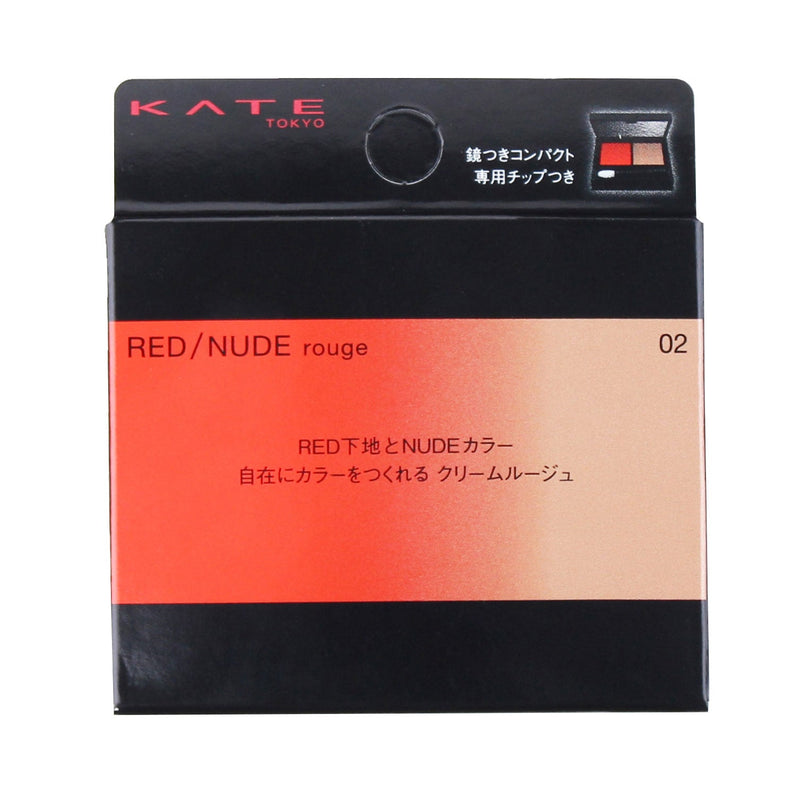 KATE
TOKYO
鏡つきコンパクト
専用チップつき
RED/NUDE rouge
02
RED下地とNUDEカラー
自在にカラーをつくれる クリームルージュ